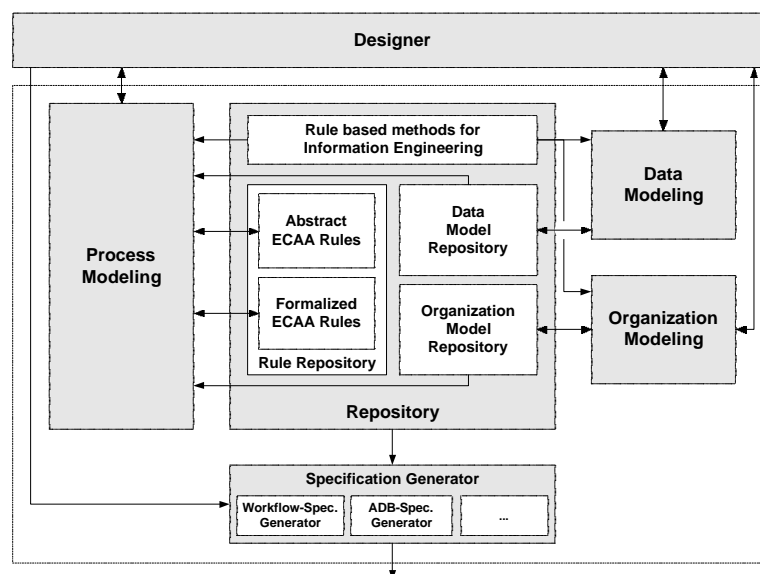 Designer
Process
Modeling
Rule based methods for
Information Engineering
Abstract
ECAA Rules
Formalized
ECAA Rules
Rule Repository
Data
Model
Repository
Organization
Model
Repository
Repository
Data
Modeling
Organization
Modeling
Specification Generator
Workflow-Spec.
Generator
ADB-Spec.
Generator
...